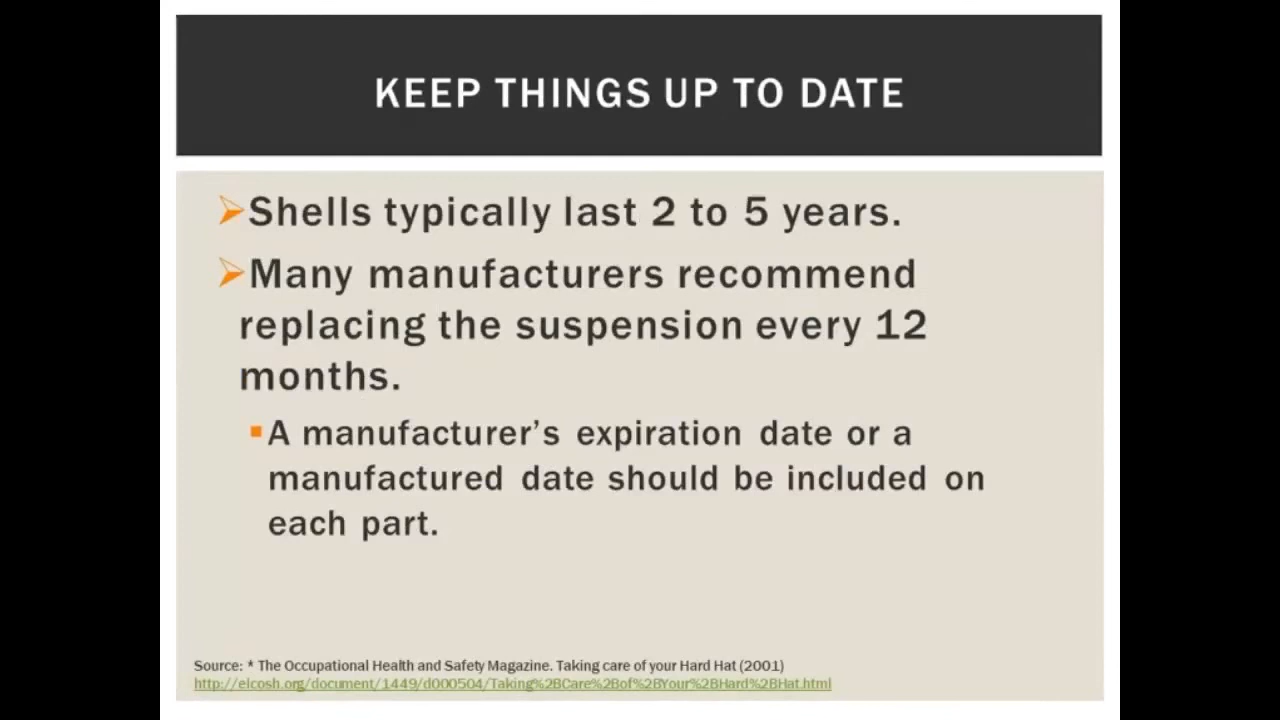 KEEP THINGS UP TO DATE
Shells typically last 2 to 5 years.
Many manufacturers recommend
replacing the suspension every 12
months.
A manufacturer’s expiration date or a
manufactured date should be included on
each part.
Source: * The Occupational Health and Safety Magazine. Taking care of your Hard Hat (2001)
http://elcosh.org/document/1449/d000504/Taking%2BCare%2Bof%2BYour%2BHard%2BHat.html